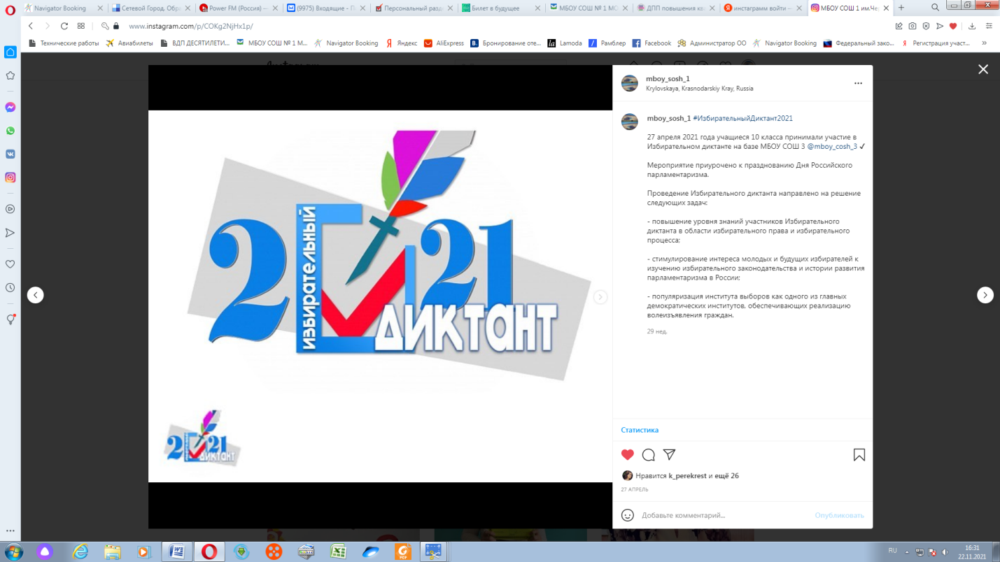 Navigator Booking
Сетевой Город. Обра
Power FM (Россия) —
(9975) Входящие - П
Персональный разд
Билет в будущее
МБОУ СОШ № 1 МО
ДПП повышения кв
инстаграмм войти —
МБОУ СОШ 1 им.Че
www.instagram.com/p/COKg2NjHx1p/
Технические работы
Авиабилеты
ВДП ДЕСЯТИЛЕТИ...
МБОУ СОШ № 1 М...
Navigator Booking
Яндекс
AliExpress
Бронирование оте...
Lamoda
Рамблер
Facebook
Администратор ОО
Navigator Booking
Федеральный зако...
Регистрация участ...
mboy_sosh_1
Krylovskaya, Krasnodarskiy Kray, Russia
mboy_sosh_1 #ИзбирательныйДиктант2021
27 апреля 2021 года учащиеся 10 класса принимали участие в
Избирательном диктанте на базе МБОУ СОШ 3 @mboy_cosh_3 ✓
Мероприятие приурочено к празднованию Дня Российского
парламентаризма.
Проведение Избирательного диктанта направлено на решение
следующих задач:
- повышение уровня знаний участников Избирательного
диктанта в области избирательного права и избирательного
процесса;
- стимулирование интереса молодых и будущих избирателей к
изучению избирательного законодательства и истории развития
парламентаризма в России;
- популяризация института выборов как одного из главных
демократических институтов, обеспечивающих реализацию
волеизъявления граждан.
29 нед.
2 21
ИЗБИРАТЕЛЬНЫЙ
ДИКТАНТ
2 21
ДИКТАНТ
Статистика
Нравится k_perekrest и ещё 26
27 АПРЕЛЬ
Добавьте комментарий...
Опубликовать
RU
16:31
22.11.2021